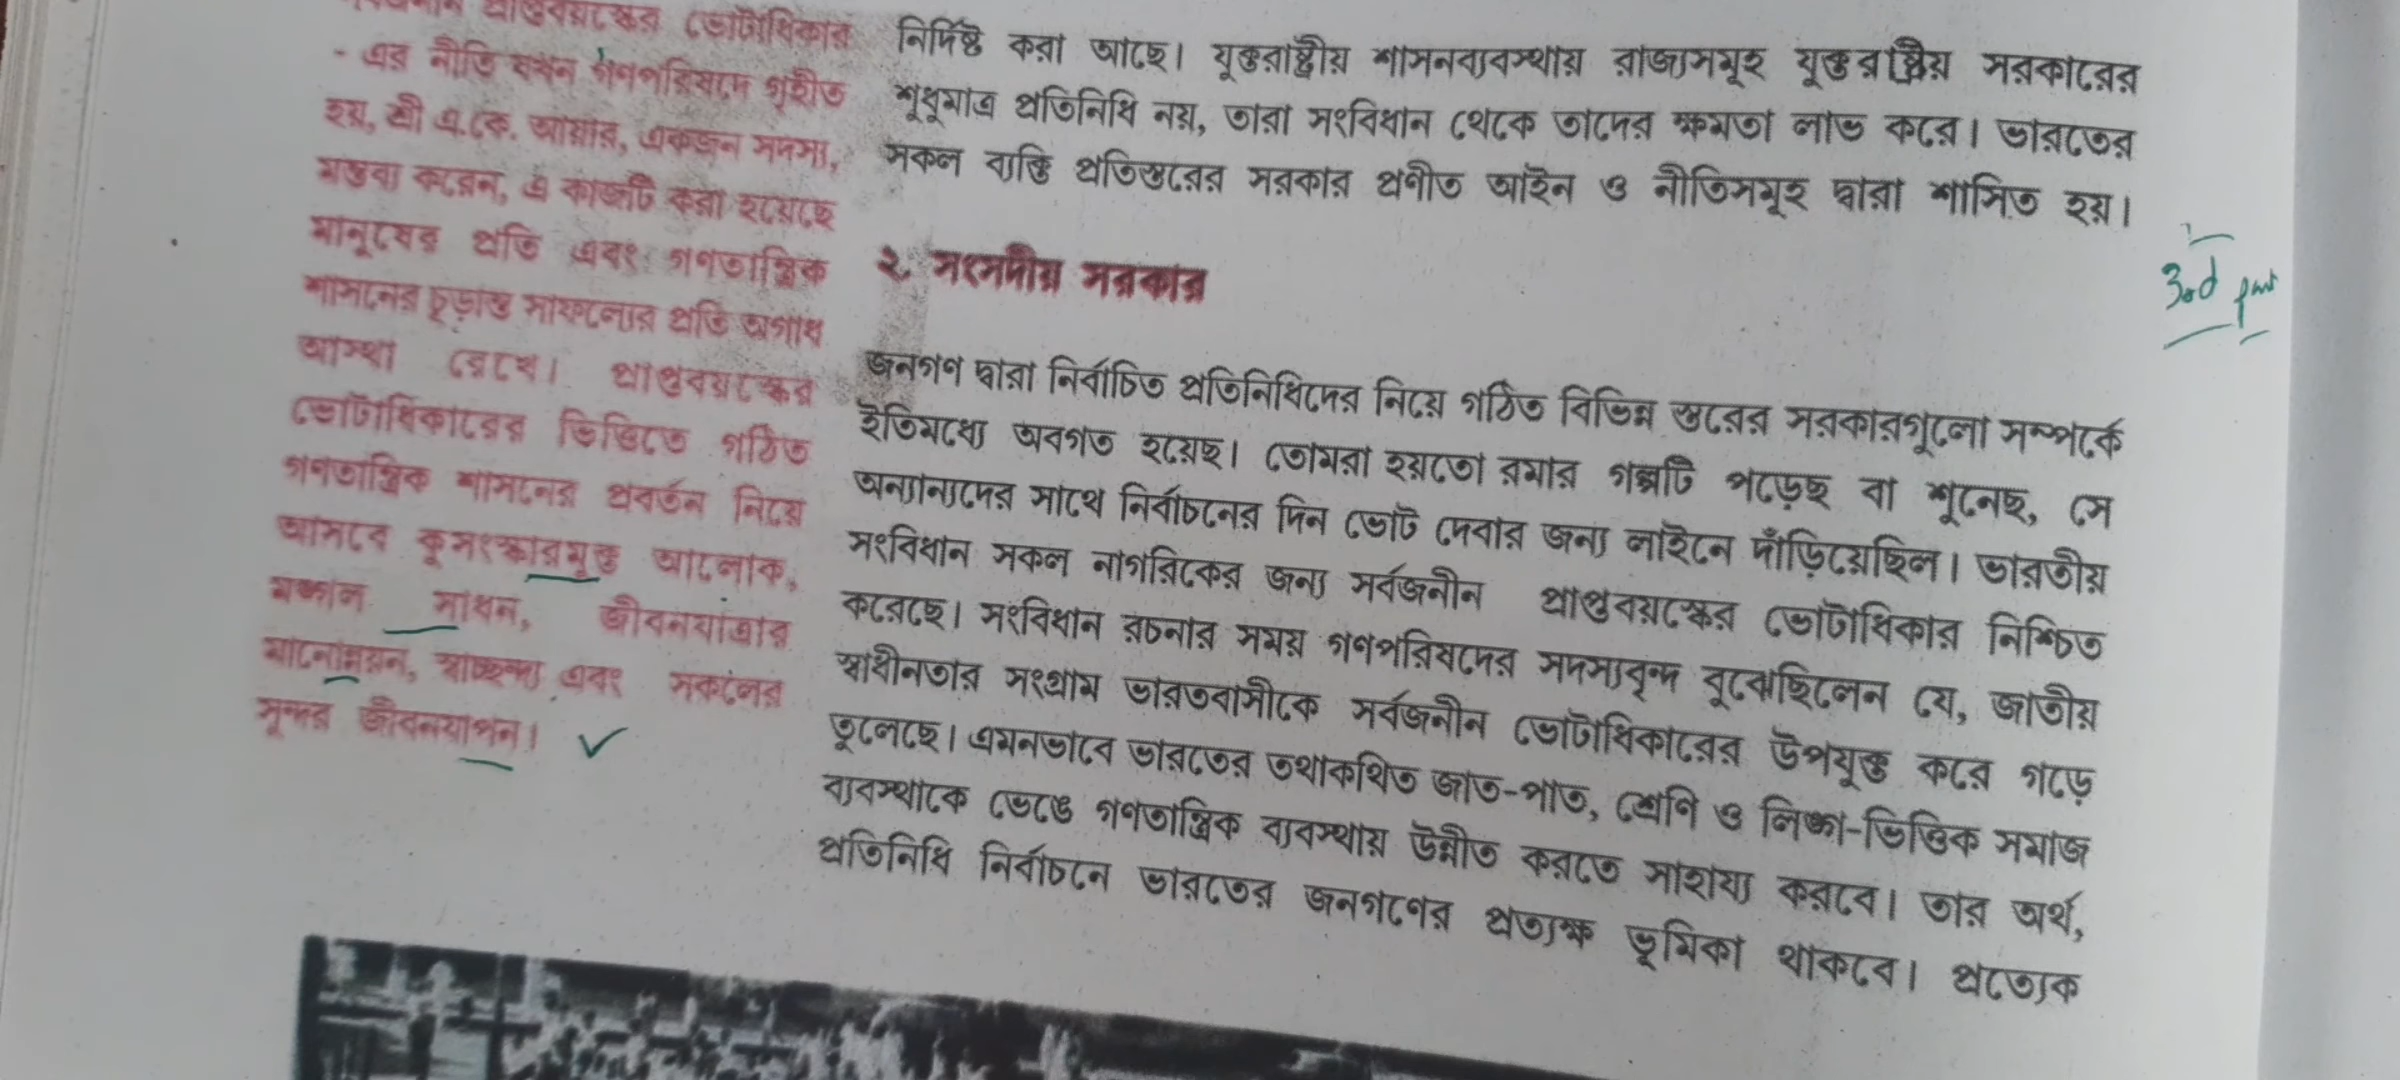 প্রাপ্তবয়স্কের ভোটাধিকার
- এর নীতি যখন গণপরিষদে গৃহীত
হয়, শ্রী এ.কে. আয়ার, একজন সদস্য,
মন্তব্য করেন, এ কাজটি করা হয়েছে
মানুষের প্রতি এবং গণতান্ত্রিক
শাসনের চূড়ান্ত সাফল্যের প্রতি অগাধ
আস্থা রেখে। প্রাপ্তবয়স্কের
ভোটাধিকারের ভিত্তিতে গঠিত
গণতান্ত্রিক শাসনের প্রবর্তন নিয়ে
আসবে কুসংস্কারমুক্ত আলোক,
মঙ্গল সাধন, জীবনযাত্রার
মানোন্নয়ন, স্বাচ্ছন্দ্য এবং সকলের
সুন্দর জীবনযাপন।
নির্দিষ্ট করা আছে। যুক্তরাষ্ট্রীয় শাসনব্যবস্থায় রাজ্যসমূহ যুক্তরাষ্ট্রীয় সরকারের
শুধুমাত্র প্রতিনিধি নয়, তারা সংবিধান থেকে তাদের ক্ষমতা লাভ করে। ভারতের
সকল ব্যক্তি প্রতিস্তরের সরকার প্রণীত আইন ও নীতিসমূহ দ্বারা শাসিত হয়।
২. সংসদীয় সরকার
3rd part
জনগণ দ্বারা নির্বাচিত প্রতিনিধিদের নিয়ে গঠিত বিভিন্ন স্তরের সরকারগুলো সম্পর্কে
ইতিমধ্যে অবগত হয়েছ। তোমরা হয়তো রমার গল্পটি পড়েছ বা শুনেছ, সে
অন্যান্যদের সাথে নির্বাচনের দিন ভোট দেবার জন্য লাইনে দাঁড়িয়েছিল। ভারতীয়
সংবিধান সকল নাগরিকের জন্য সর্বজনীন প্রাপ্তবয়স্কের ভোটাধিকার নিশ্চিত
করেছে। সংবিধান রচনার সময় গণপরিষদের সদস্যবৃন্দ বুঝেছিলেন যে, জাতীয়
স্বাধীনতার সংগ্রাম ভারতবাসীকে সর্বজনীন ভোটাধিকারের উপযুক্ত করে গড়ে
তুলেছে। এমনভাবে ভারতের তথাকথিত জাত-পাত, শ্রেণি ও লিঙ্গ-ভিত্তিক সমাজ
ব্যবস্থাকে ভেঙে গণতান্ত্রিক ব্যবস্থায় উন্নীত করতে সাহায্য করবে। তার অর্থ,
প্রতিনিধি নির্বাচনে ভারতের জনগণের প্রত্যক্ষ ভূমিকা থাকবে। প্রত্যেক